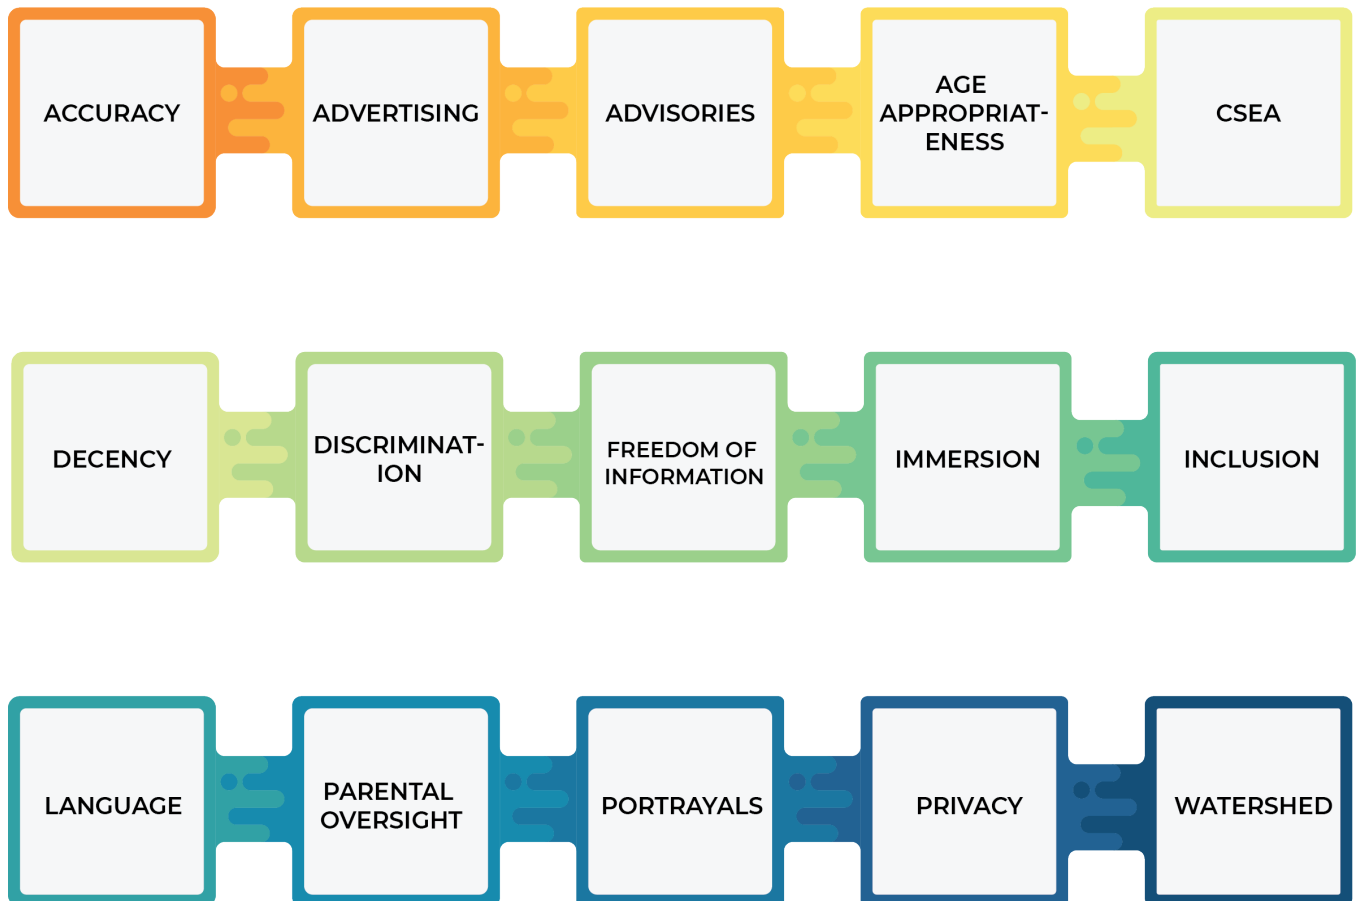 ACCURACY
ADVERTISING
ADVISORIES
AGE
APPROPRIAT-
ENESS
CSEA
DECENCY
DISCRIMINAT-
ION
FREEDOM OF
INFORMATION
IMMERSION
INCLUSION
LANGUAGE
PARENTAL
OVERSIGHT
PORTRAYALS
PRIVACY
WATERSHED